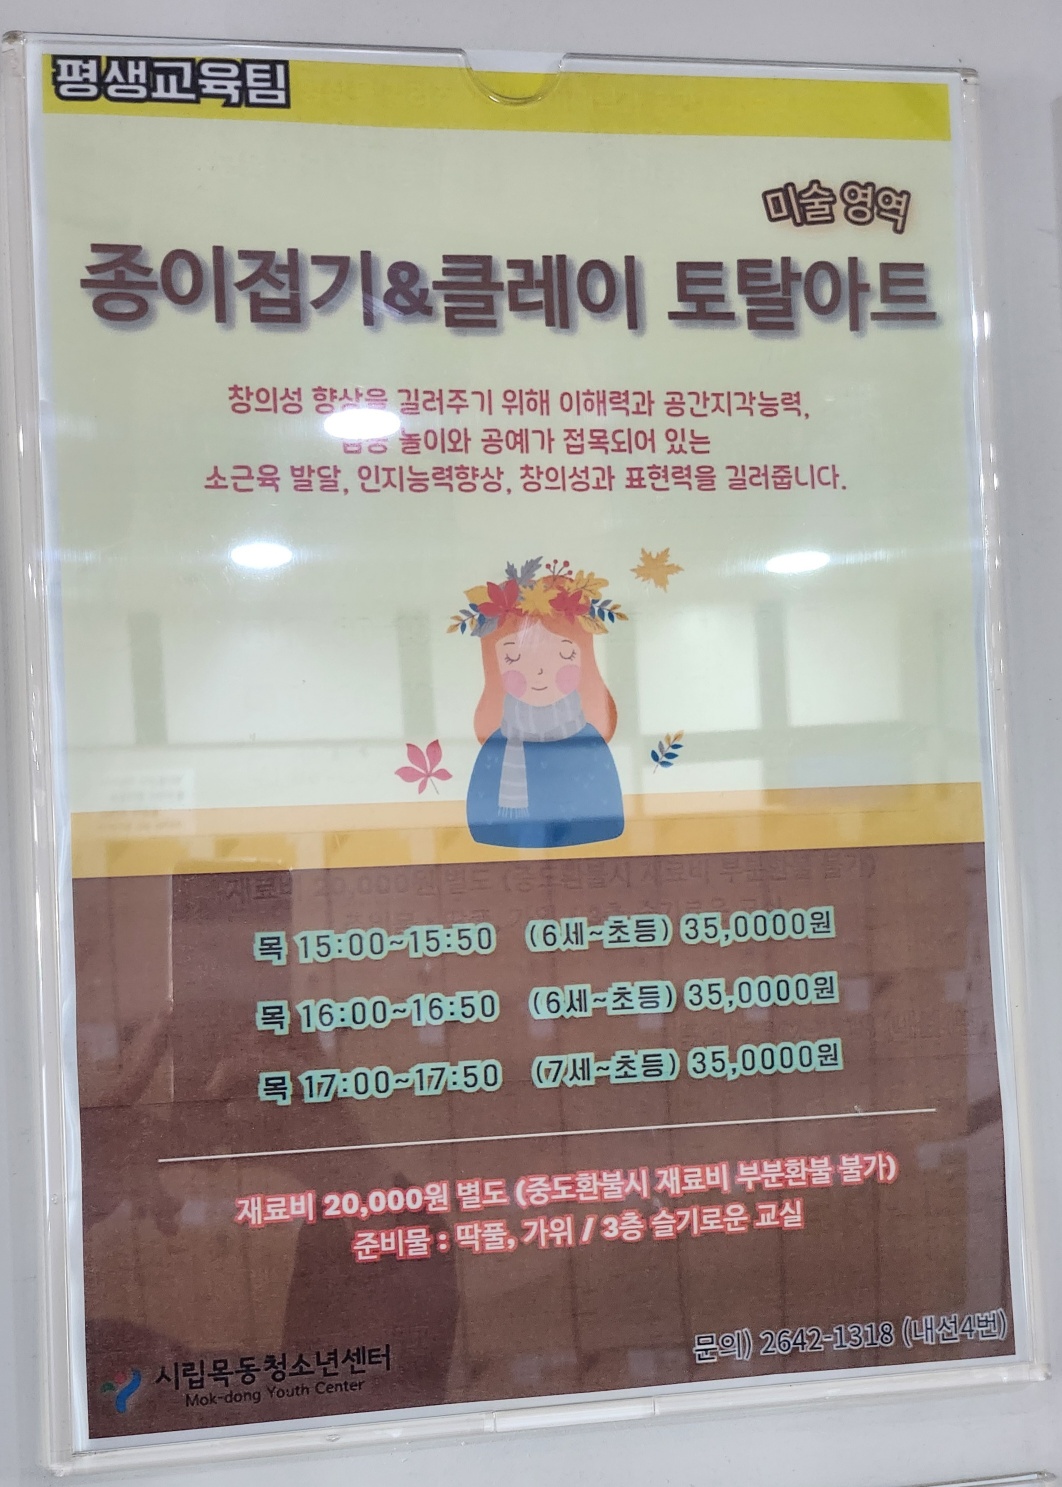 평생교육팀
미술 영역
종이접기&클레이 토탈아트
창의성 향상을 길러주기 위해 이해력과 공간지각능력,
놀이와 공예가 접목되어 있는
소근육 발달, 인지능력향상, 창의성과 표현력을 길러줍니다.
목 15:00~15:50 (6세~초등) 35,0000원
목 16:00~16:50 (6세~초등) 35,0000원
목 17:00~17:50 (7세~초등) 35,0000원
재료비 20,000원 별도 (중도환불시 재료비 부분환불 불가)
준비물 : 딱풀, 가위 / 3층 슬기로운 교실
문의) 2642-1318 (내선4번)
시립목동청소년센터
Mok-dong Youth Center